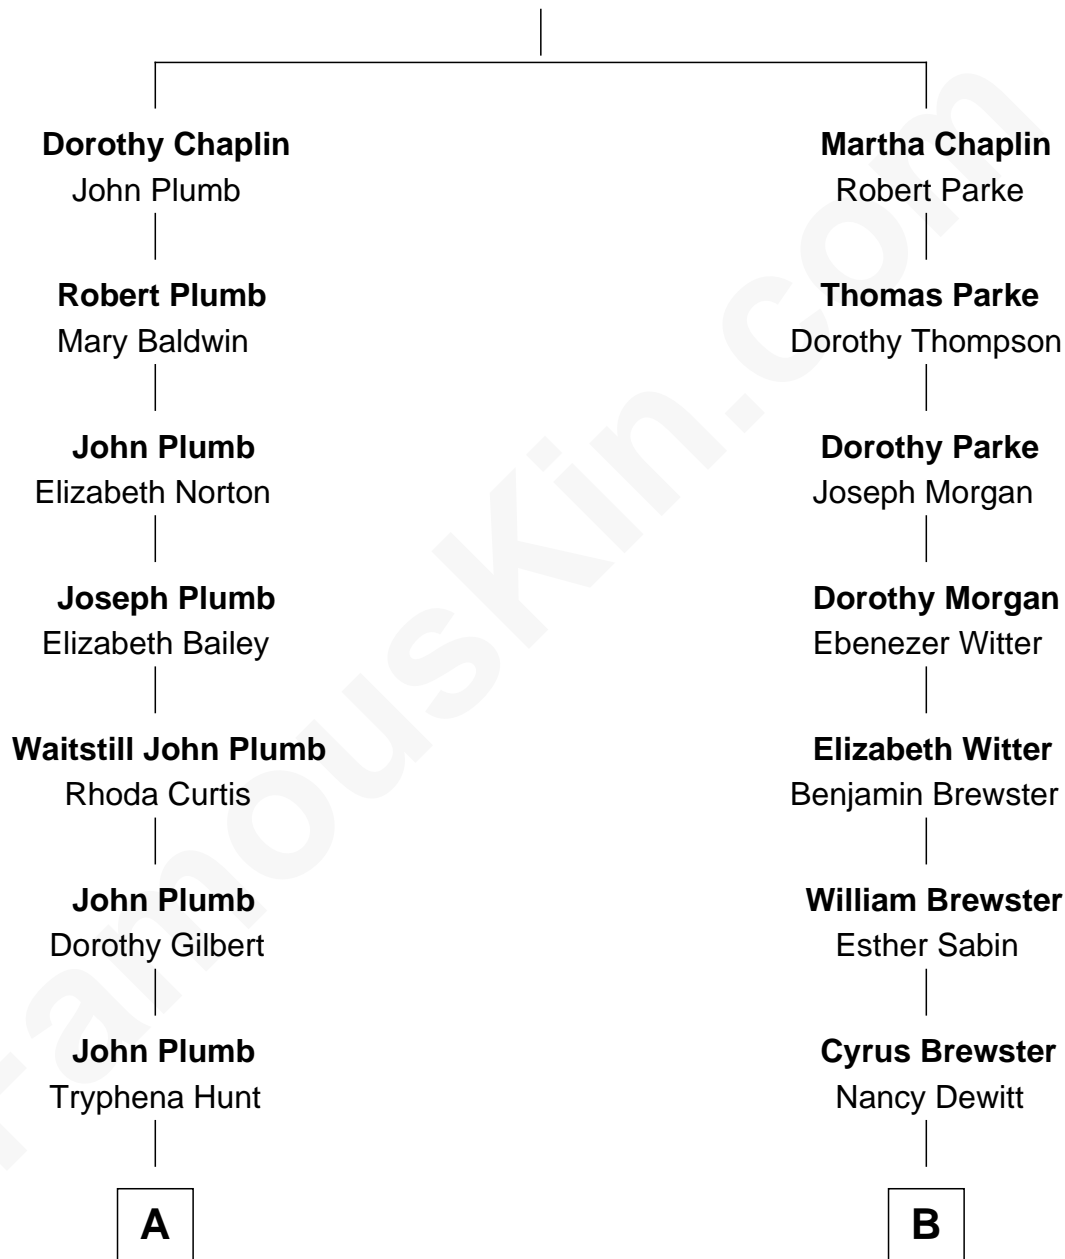 Dorothy Chaplin
John Plumb
Robert Plumb
Mary Baldwin
John Plumb
Elizabeth Norton
Joseph Plumb
Elizabeth Bailey
Waitstill John Plumb
Rhoda Curtis
John Plumb
Dorothy Gilbert
John Plumb
Tryphena Hunt
A
Martha Chaplin
Robert Parke
Thomas Parke
Dorothy Thompson
Dorothy Parke
Joseph Morgan
Dorothy Morgan
Ebenezer Witter
Elizabeth Witter
Benjamin Brewster
William Brewster
Esther Sabin
Cyrus Brewster
Nancy Dewitt
B
FamousKin.com